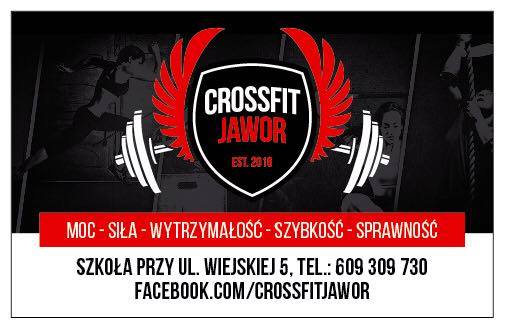 CROSSFIT
JAWOR
EST. 2016
MOC - SIŁA - WYTRZYMAŁOŚĆ - SZYBKOŚĆ - SPRAWNOŚĆ
SZKOŁA PRZY UL. WIEJSKIEJ 5, TEL.: 609 309 730
FACEBOOK.COM/CROSSFITJAWOR